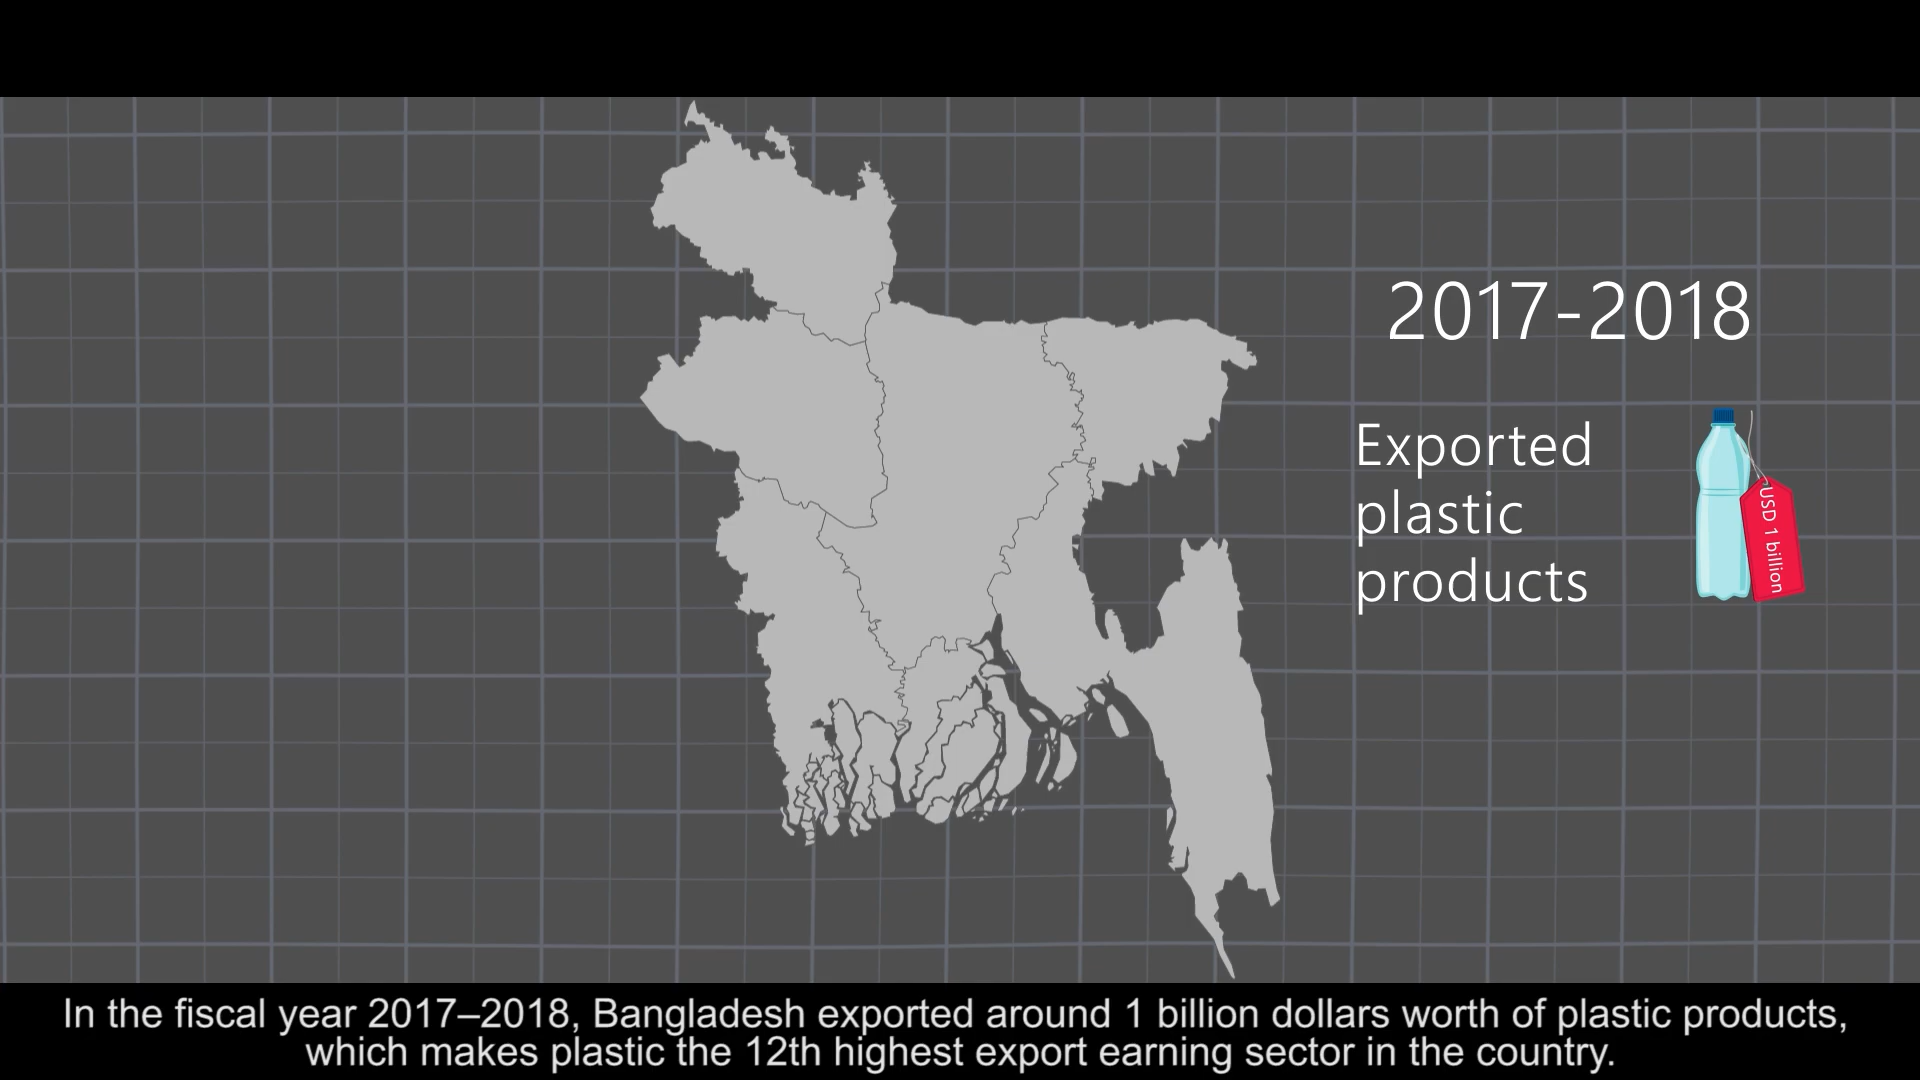 2017-2018
Exported
plastic
products
USD 1 billion
In the fiscal year 2017–2018, Bangladesh exported around 1 billion dollars worth of plastic products,
which makes plastic the 12th highest export earning sector in the country.